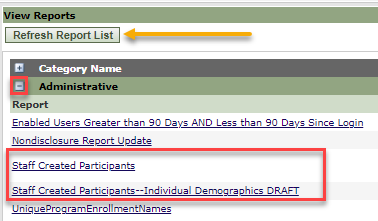 View Reports
Refresh Report List
Category Name
Administrative
Report
Enabled Users Greater than 90 Days AND Less than 90 Days Since Login
Nondisclosure Report Update
Staff Created Participants
Staff Created Participants--Individual Demographics DRAFT
UniqueProgramEnrollmentNames